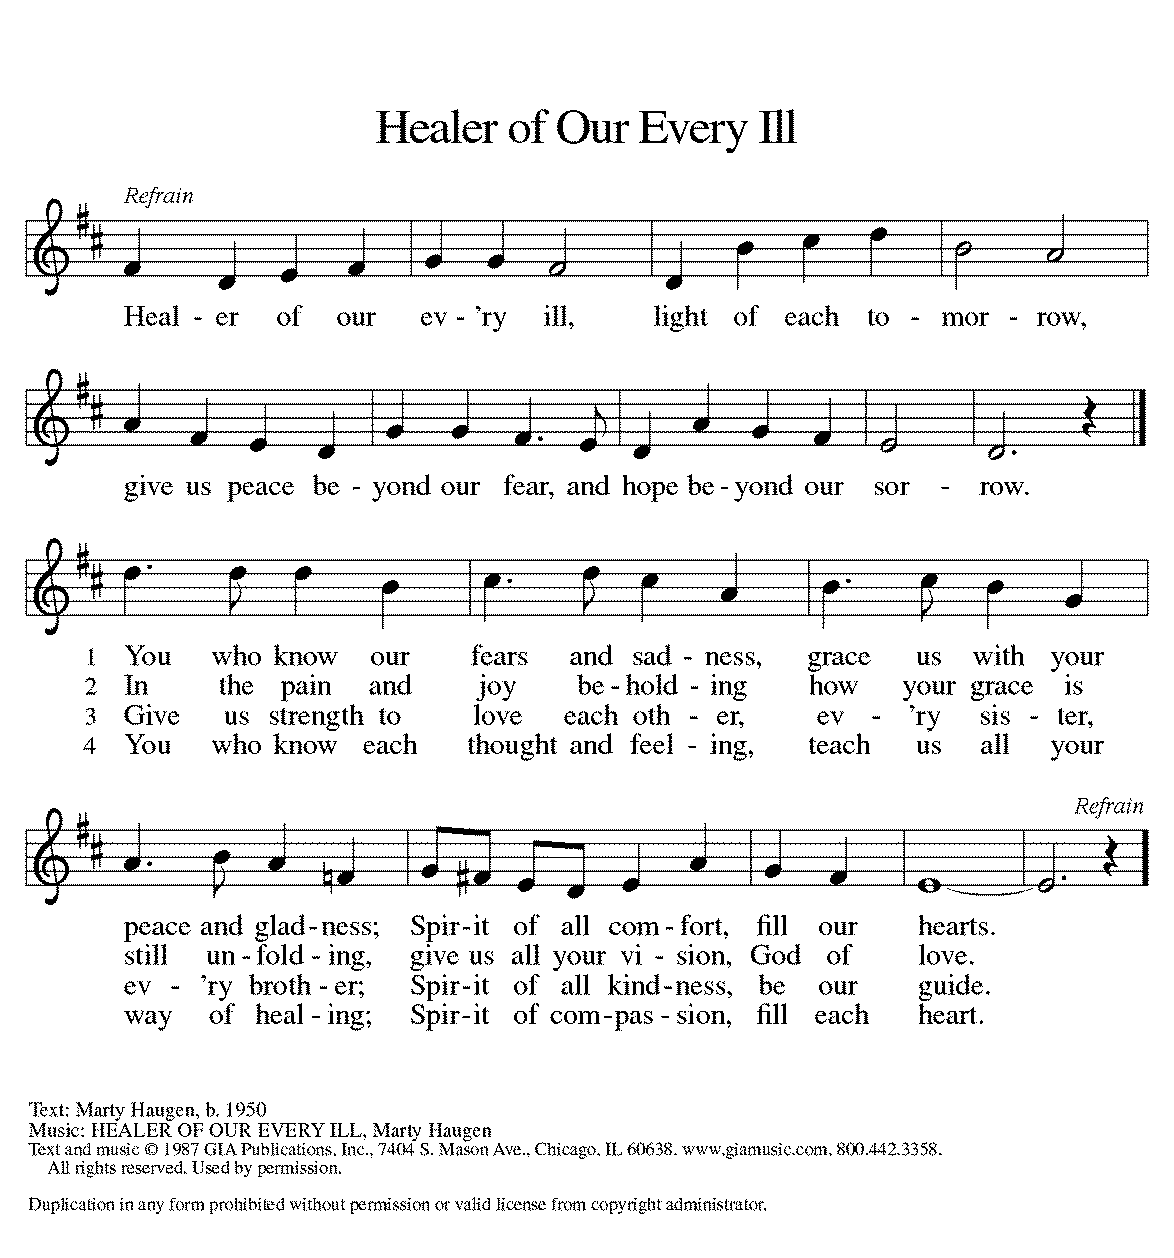 Healer of Our Every Ill
Refrain
Heal - er of our ev - 'ry ill, light of each to - mor - row,
give us peace be - yond our fear, and hope be - yond our sor - row.
1 You who know our fears and sad - ness, grace us with your
2 In the pain and joy be - hold - ing how your grace is
3 Give us strength to love each oth - er, ev - 'ry sis - ter,
4 You who know each thought and feel - ing, teach us all your
Refrain
peace and glad - ness; Spir - it of all com - fort, fill our hearts.
still un - fold - ing, give us all your vi - sion, God of love.
ev - 'ry broth - er; Spir - it of all kind - ness, be our guide.
way of heal - ing; Spir - it of com - pas - sion, fill each heart.
Text: Marty Haugen, b. 1950
Music: HEALER OF OUR EVERY ILL, Marty Haugen
Text and music © 1987 GIA Publications, Inc., 7404 S. Mason Ave., Chicago, IL 60638. www.giamusic.com. 800.442.3358.
All rights reserved. Used by permission.
Duplication in any form prohibited without permission or valid license from copyright administrator.